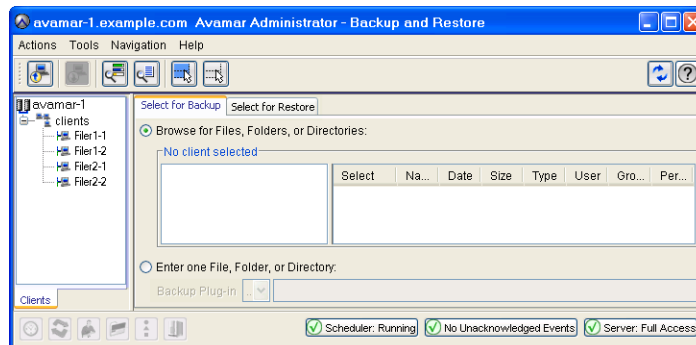 avamar-1.example.com Avamar Administrator - Backup and Restore
Actions Tools Navigation Help
avamar-1
clients
Filer1-1
Filer1-2
Filer2-1
Filer2-2
Clients
Select for Backup Select for Restore
Browse for Files, Folders, or Directories:
No client selected
Select Na... Date Size Type User Gro... Per...
Enter one File, Folder, or Directory:
Backup Plug-in ...
Scheduler: Running No Unacknowledged Events Server: Full Access